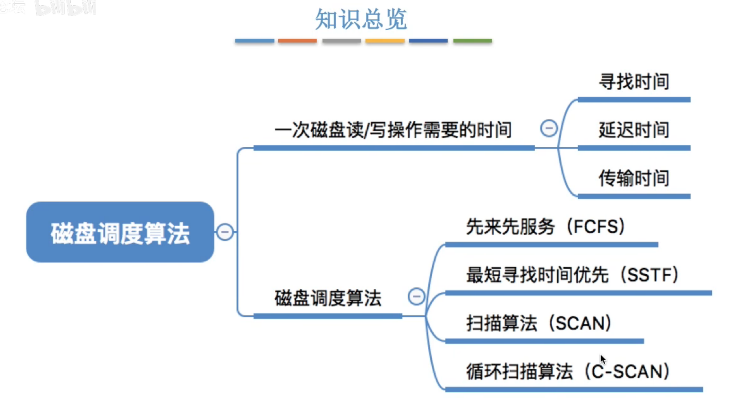 bilibili
知识总览
一次磁盘读/写操作需要的时间
寻找时间
延迟时间
传输时间
磁盘调度算法
磁盘调度算法
先来先服务（FCFS）
最短寻找时间优先（SSTF）
扫描算法（SCAN）
循环扫描算法（C-SCAN）